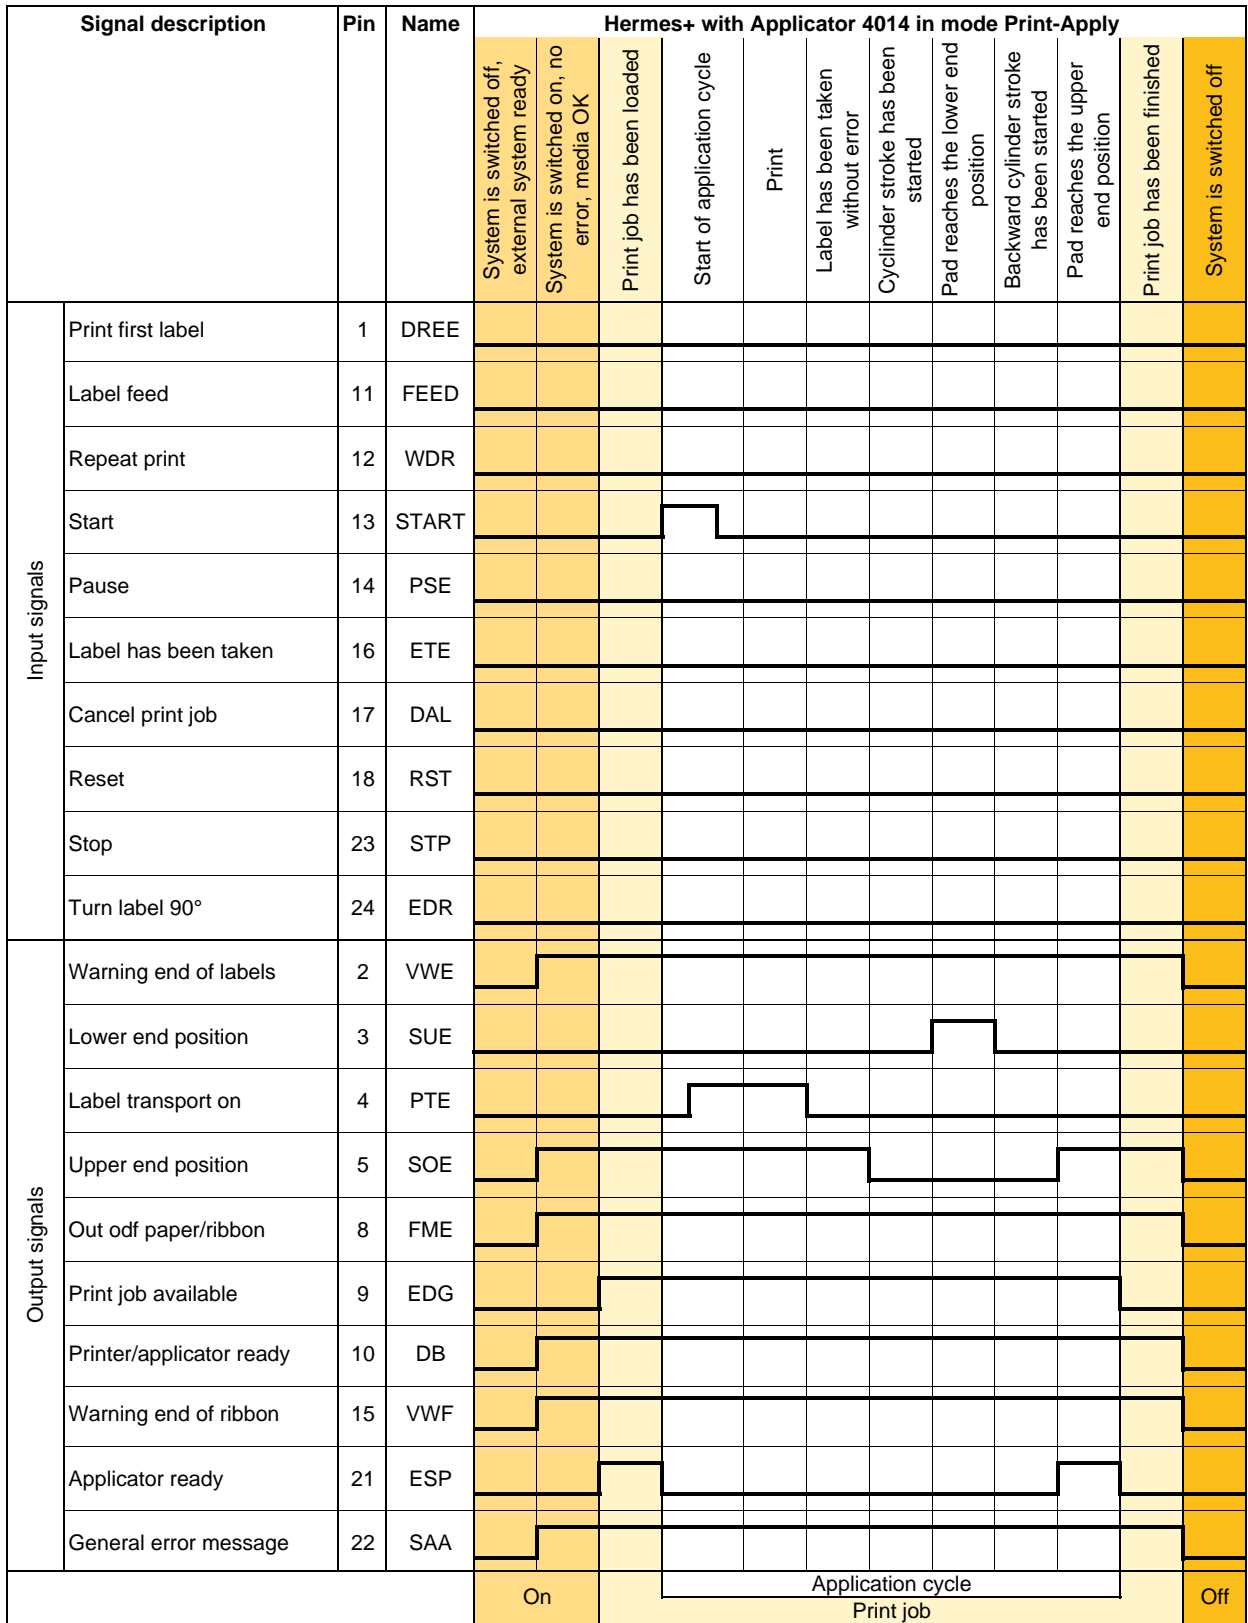 Signal description Pin Name Hermes+ with Applicator 4014 in mode Print-Apply
System is switched off,
external system ready
System is switched on, no
error, media OK
Print job has been loaded
Start of application cycle
Print
Label has been taken
without error
Cyclinder stroke has been
started
Pad reaches the lower end
position
Backward cylinder stroke
has been started
Pad reaches the upper
end position
Print job has been finished
System is switched off
Input signals
Print first label 1 DREE
Label feed 11 FEED
Repeat print 12 WDR
Start 13 START
Pause 14 PSE
Label has been taken 16 ETE
Cancel print job 17 DAL
Reset 18 RST
Stop 23 STP
Turn label 90° 24 EDR
Output signals
Warning end of labels 2 VWE
Lower end position 3 SUE
Label transport on 4 PTE
Upper end position 5 SOE
Out odf paper/ribbon 8 FME
Print job available 9 EDG
Printer/applicator ready 10 DB
Warning end of ribbon 15 VWF
Applicator ready 21 ESP
General error message 22 SAA
On Application cycle Off
Print job